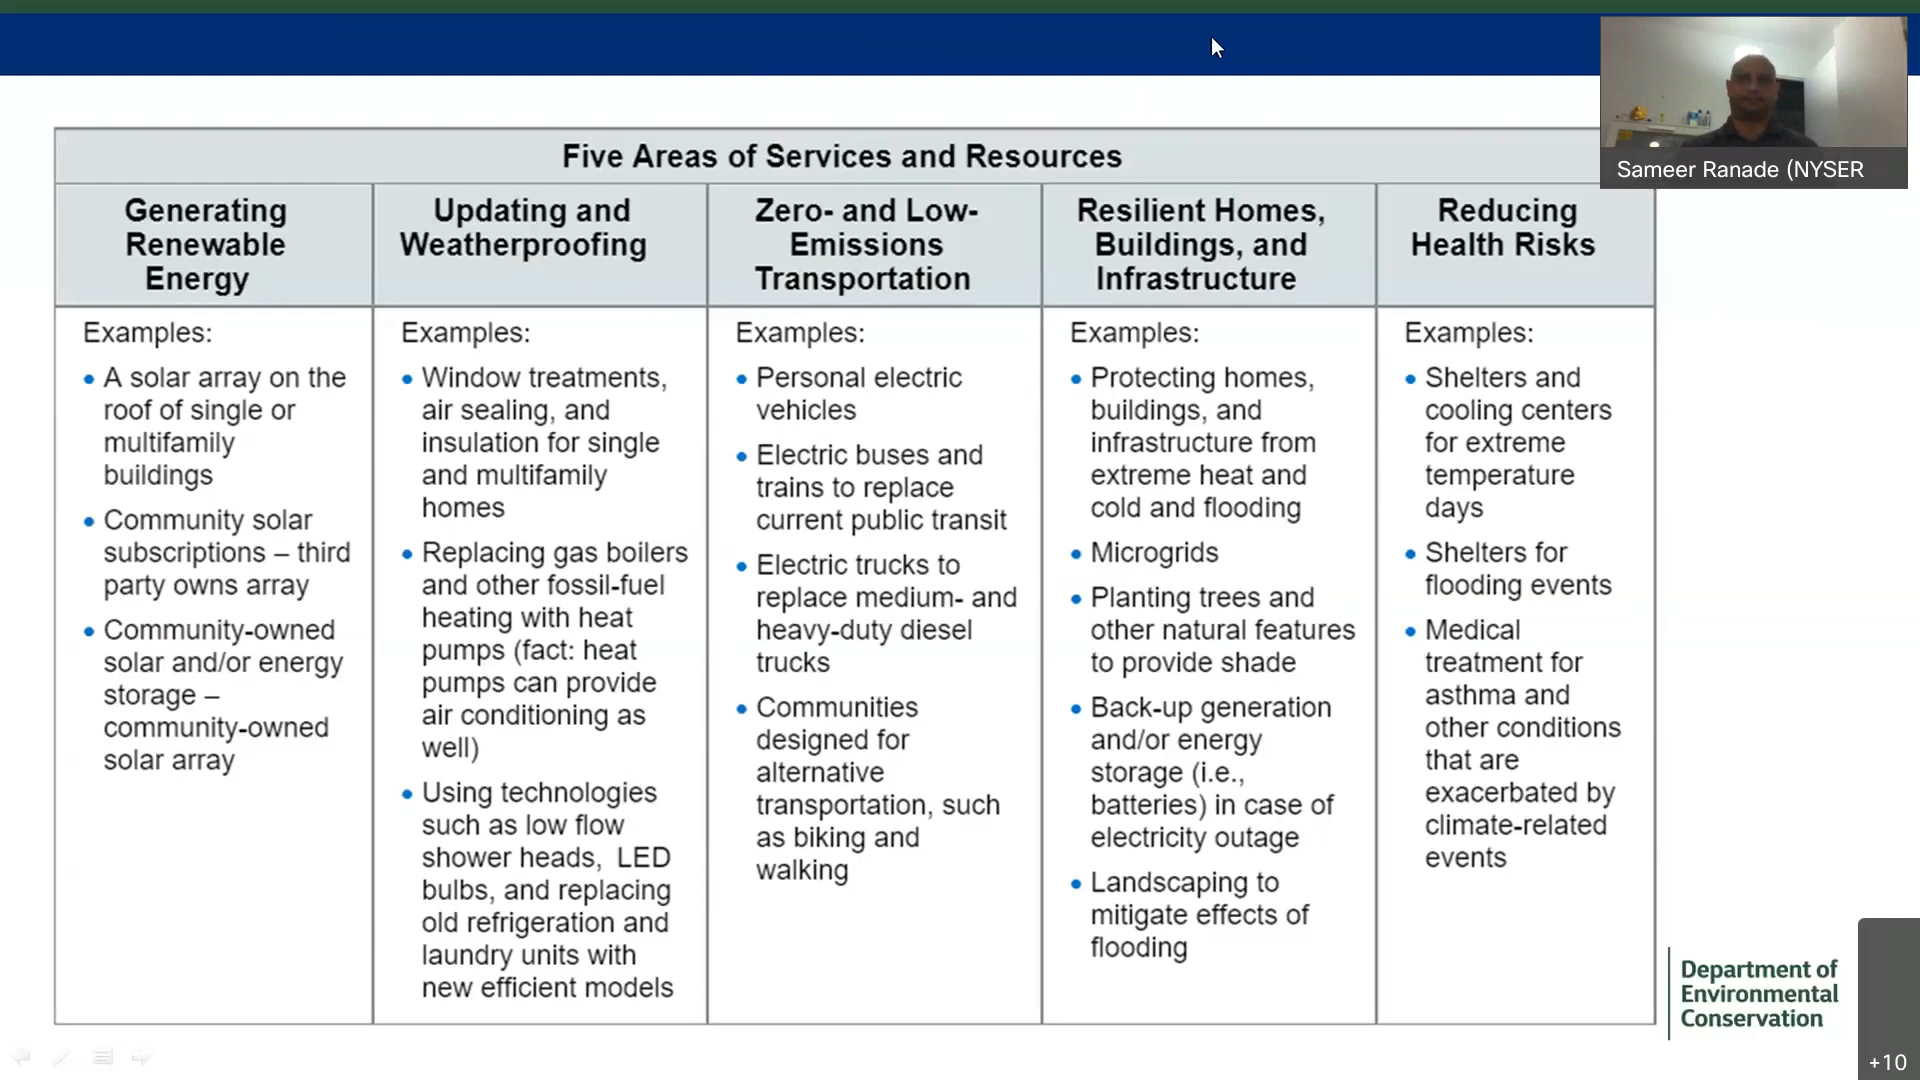 Sameer Ranade (NYSER
Five Areas of Services and Resources
Generating
Renewable
Energy
Updating and
Weatherproofing
Zero- and Low-
Emissions
Transportation
Resilient Homes,
Buildings, and
Infrastructure
Reducing
Health Risks
Examples:
• A solar array on the
roof of single or
multifamily
buildings
• Community solar
subscriptions – third
party owns array
• Community-owned
solar and/or energy
storage –
community-owned
solar array
Examples:
• Window treatments,
air sealing, and
insulation for single
and multifamily
homes
• Replacing gas boilers
and other fossil-fuel
heating with heat
pumps (fact: heat
pumps can provide
air conditioning as
well)
• Using technologies
such as low flow
shower heads, LED
bulbs, and replacing
old refrigeration and
laundry units with
new efficient models
Examples:
• Personal electric
vehicles
• Electric buses and
trains to replace
current public transit
• Electric trucks to
replace medium- and
heavy-duty diesel
trucks
• Communities
designed for
alternative
transportation, such
as biking and
walking
Examples:
• Protecting homes,
buildings, and
infrastructure from
extreme heat and
cold and flooding
• Microgrids
• Planting trees and
other natural features
to provide shade
• Back-up generation
and/or energy
storage (i.e.,
batteries) in case of
electricity outage
• Landscaping to
mitigate effects of
flooding
Examples:
• Shelters and
cooling centers
for extreme
temperature
days
• Shelters for
flooding events
• Medical
treatment for
asthma and
other conditions
that are
exacerbated by
climate-related
events
Department of
Environmental
Conservation
+10